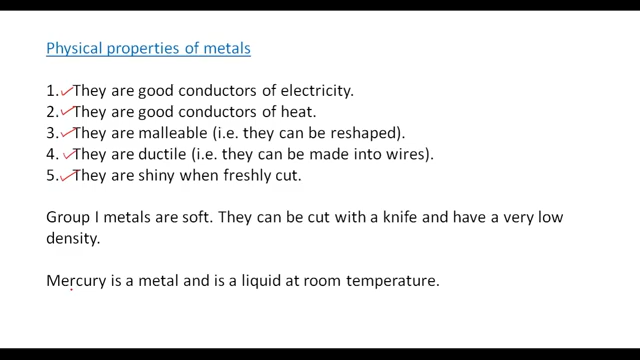 Physical properties of metals
1. They are good conductors of electricity.
2. They are good conductors of heat.
3. They are malleable (i.e. they can be reshaped).
4. They are ductile (i.e. they can be made into wires).
5. They are shiny when freshly cut.
Group I metals are soft. They can be cut with a knife and have a very low
density.
Mercury is a metal and is a liquid at room temperature.